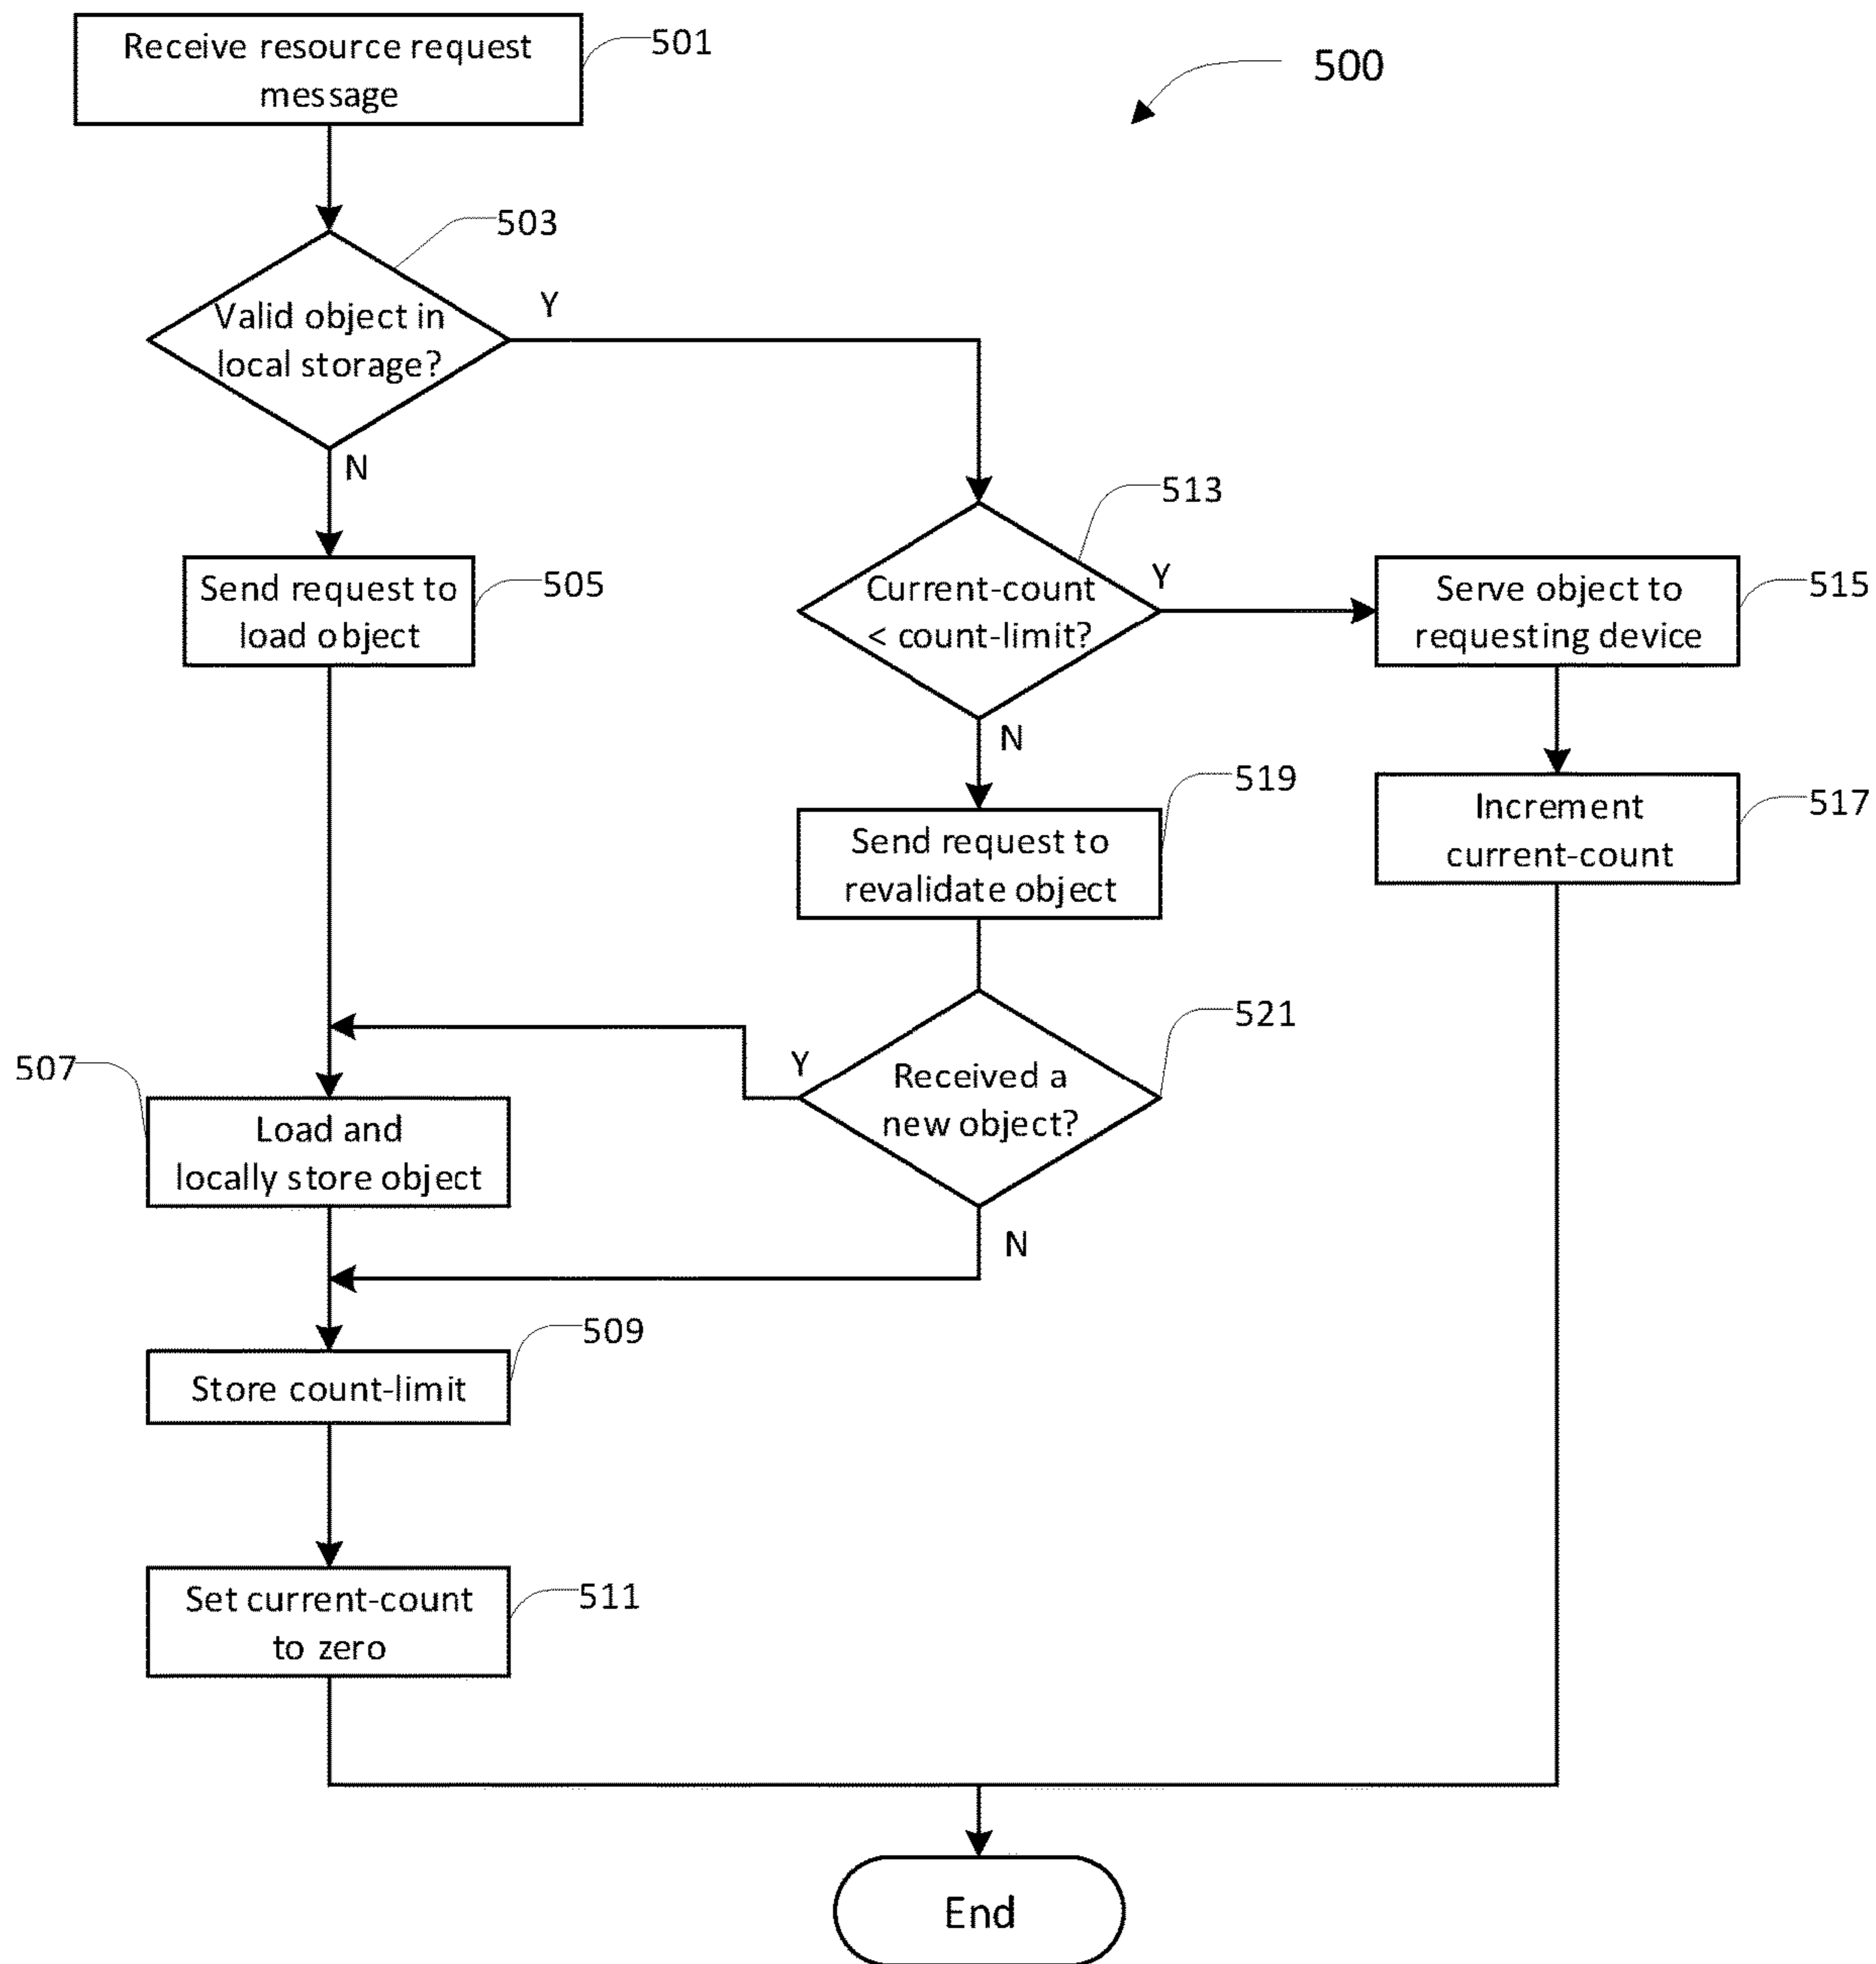 Receive resource request
message
501
500
503
Valid object in
local storage?
Y
N
Send request to
load object
505
513
Current-count
< count-limit?
Y
Serve object to
requesting device
515
N
519
Send request to
revalidate object
Increment
current-count
517
521
Received a
new object?
Y
N
507
Load and
locally store object
509
Store count-limit
Set current-count
to zero
511
End